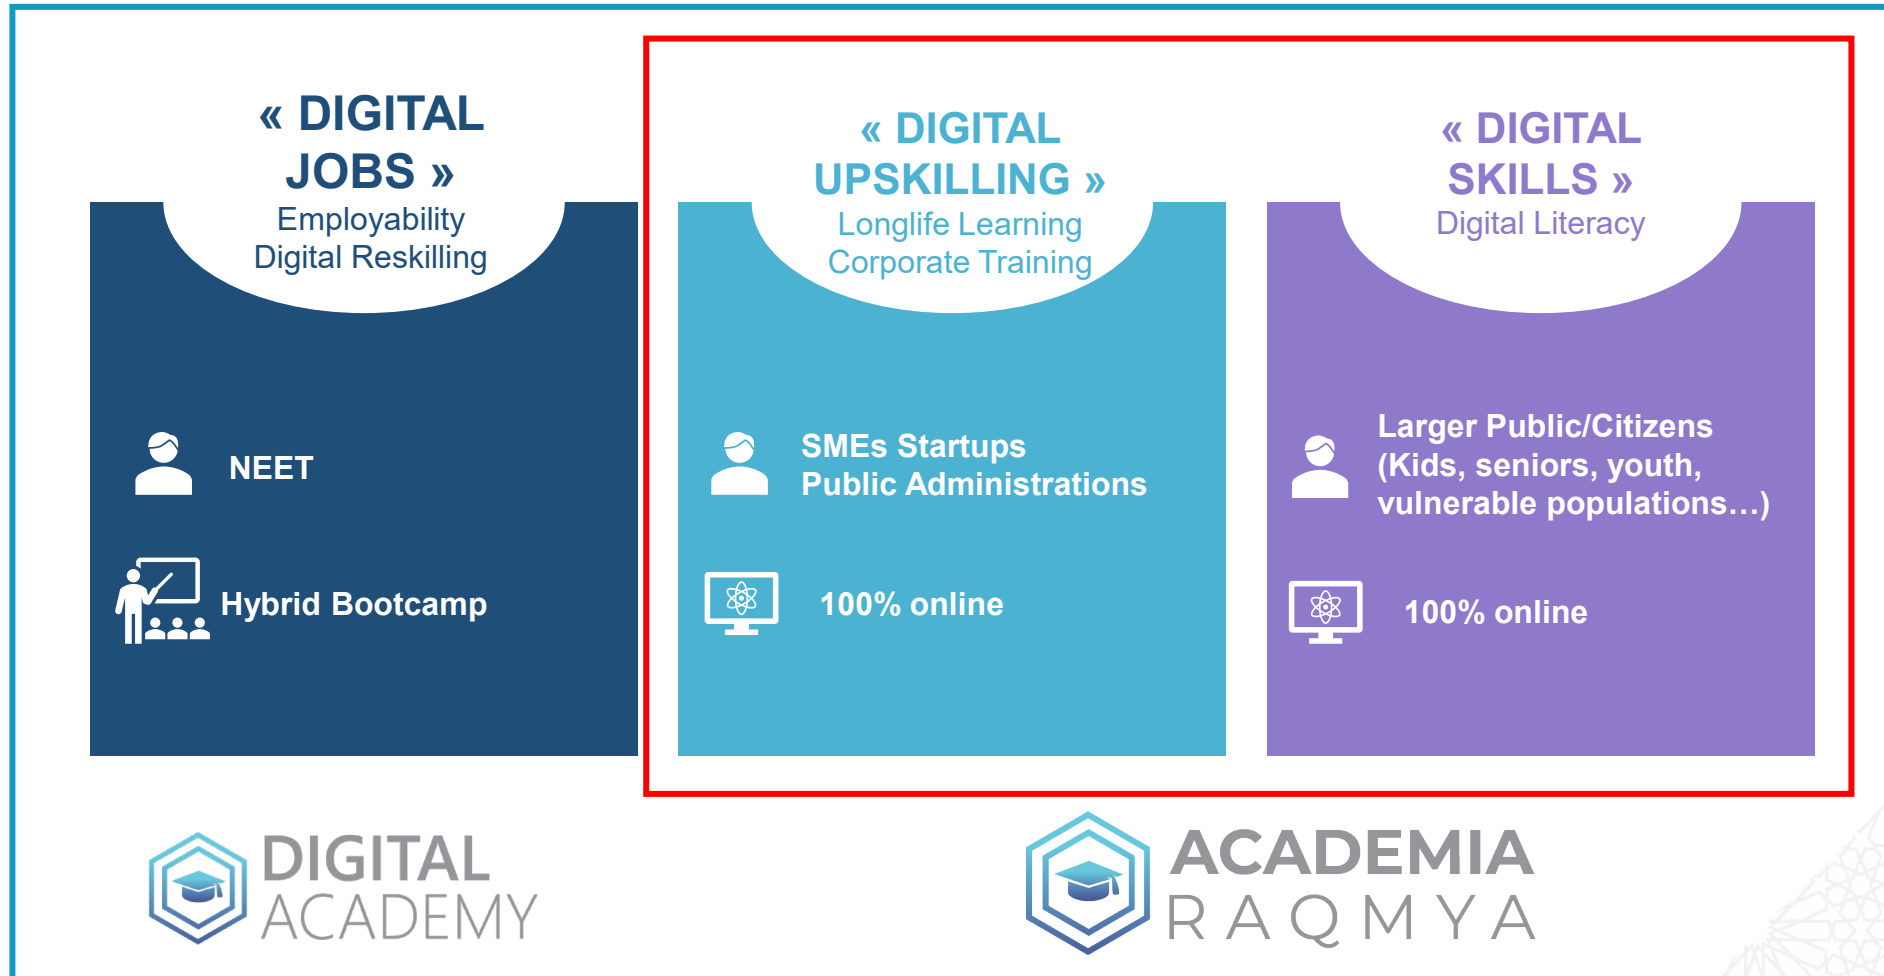 « DIGITAL
JOBS »
Employability
Digital Reskilling
NEET
Hybrid Bootcamp
« DIGITAL
UPSKILLING »
Longlife Learning
Corporate Training
SMEs Startups
Public Administrations
100% online
« DIGITAL
SKILLS »
Digital Literacy
Larger Public/Citizens
(Kids, seniors, youth,
vulnerable populations…)
100% online
DIGITAL
ACADEMY
ACADEMIA
RAQMYA